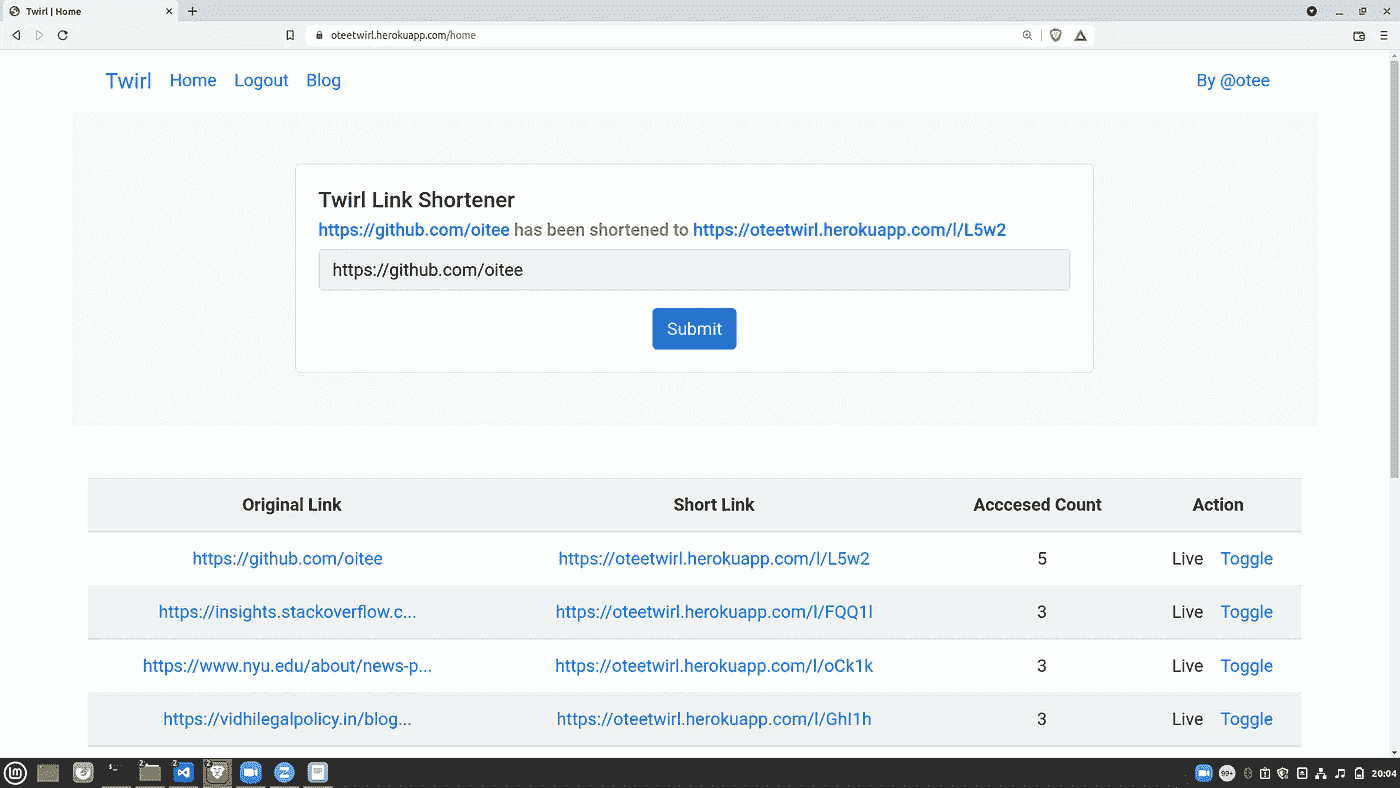 Twirl | Home
oteetwirl.herokuapp.com/home
Twirl Home Logout Blog By @otee
Twirl Link Shortener
https://github.com/oitee has been shortened to https://oteetwirl.herokuapp.com/l/L5w2
https://github.com/oitee
Submit
Original Link Short Link Acccesed Count Action
https://github.com/oitee https://oteetwirl.herokuapp.com/l/L5w2 5 Live Toggle
https://insights.stackoverflow.c... https://oteetwirl.herokuapp.com/l/FQQ1l 3 Live Toggle
https://www.nyu.edu/about/news-p... https://oteetwirl.herokuapp.com/l/oCk1k 3 Live Toggle
https://vidhilegalpolicy.in/blog... https://oteetwirl.herokuapp.com/l/GhI1h 3 Live Toggle
2 2 2 99+ 20:04